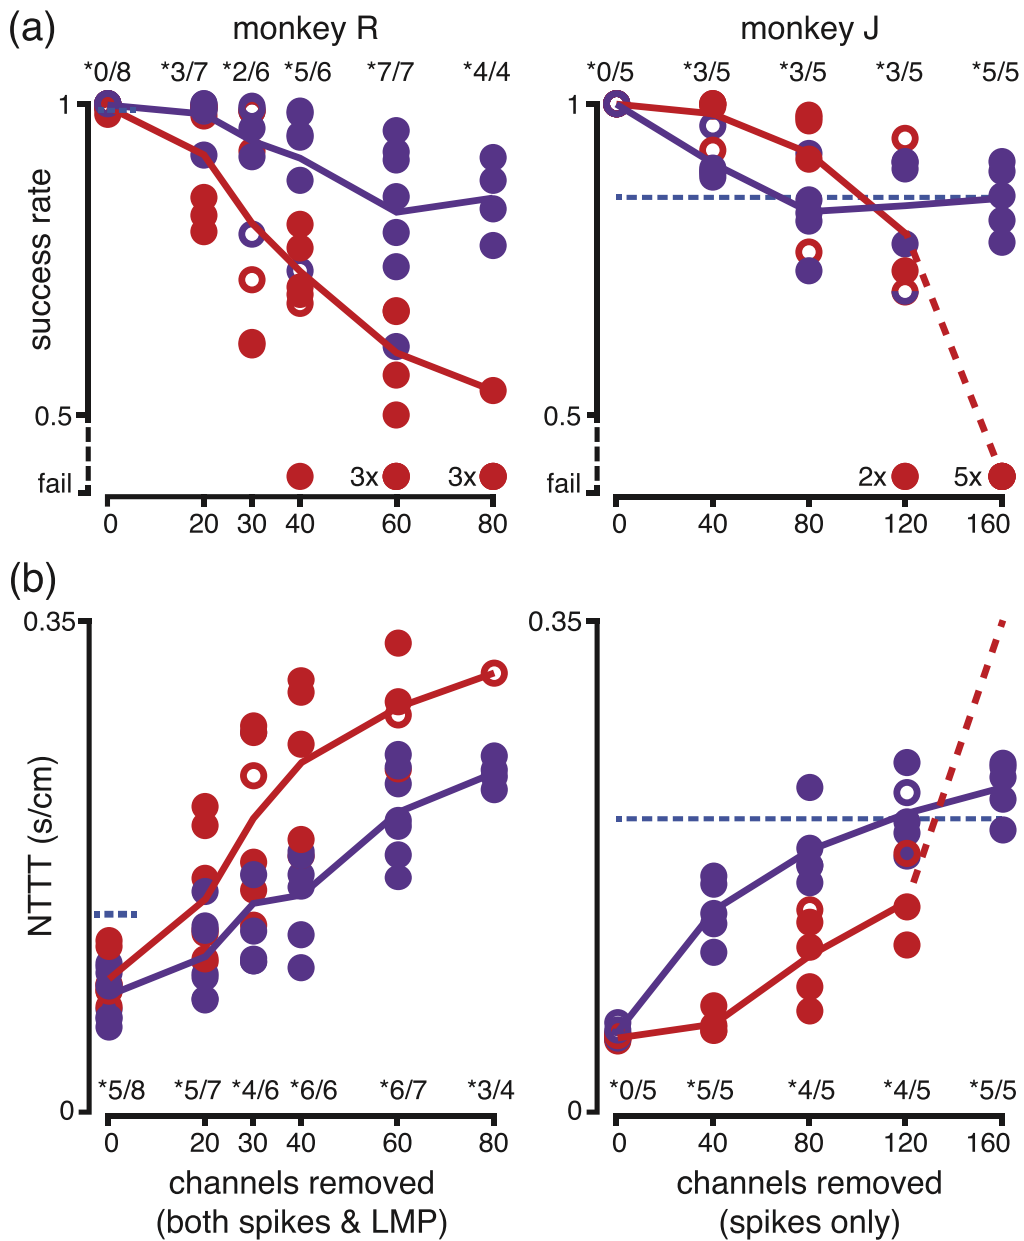 (a)
monkey R
monkey J
*0/8 *3/7 *2/6 *5/6 *7/7 *4/4
*0/5 *3/5 *3/5 *3/5 *5/5
success rate
1
0.5
fail
3x
3x
0 20 30 40 60 80
1
0.5
fail
2x
5x
0 40 80 120 160
(b)
NTTT (s/cm)
0.35
0
*5/8 *5/7 *4/6 *6/6 *6/7 *3/4
0 20 30 40 60 80
channels removed
(both spikes & LMP)
0.35
0
*0/5 *5/5 *4/5 *4/5 *5/5
0 40 80 120 160
channels removed
(spikes only)